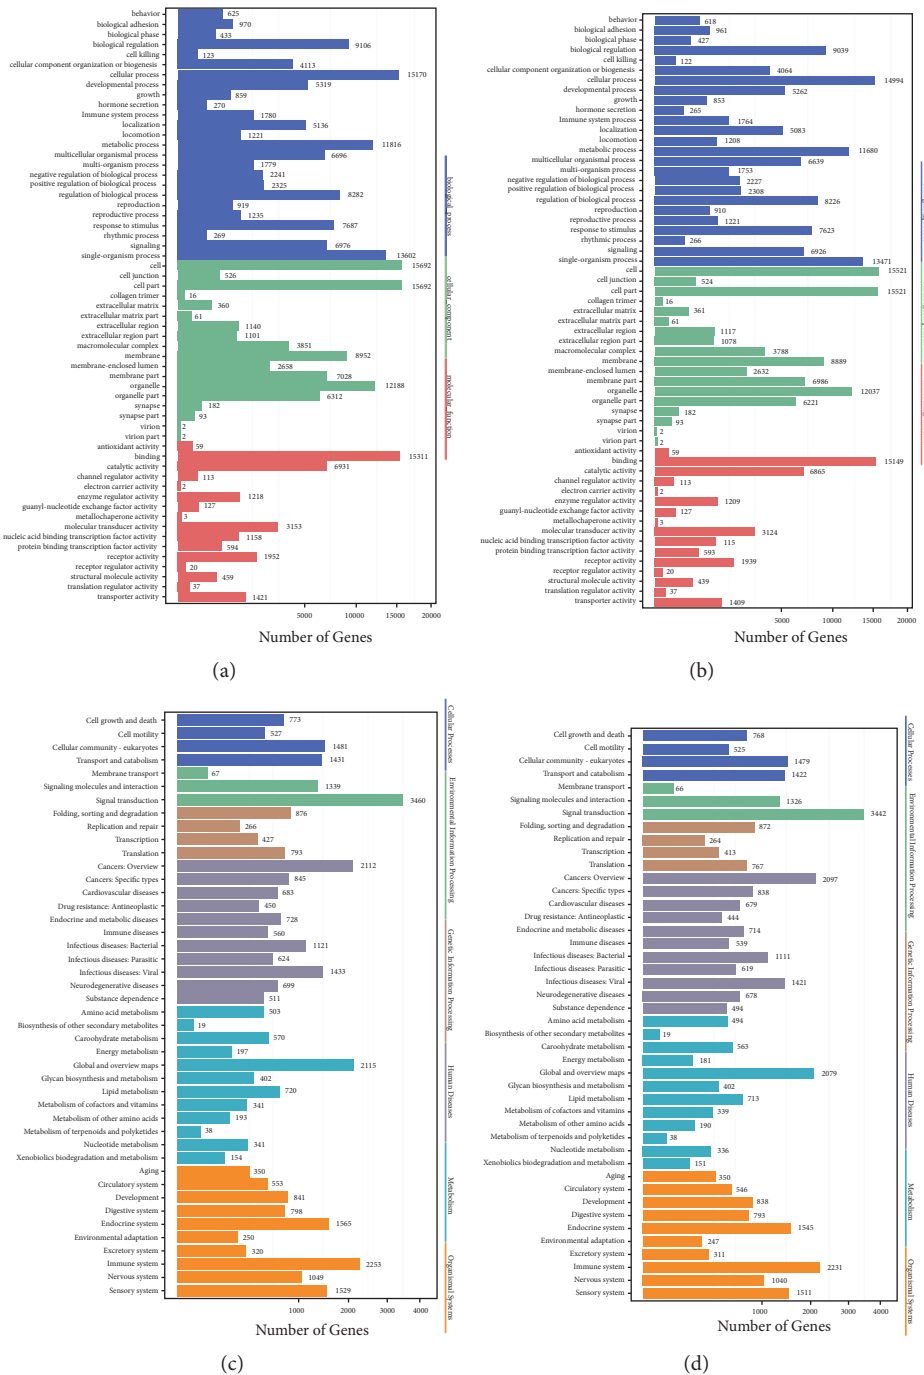 behavior 625
biological adhesion 970
biological phase 433
biological regulation 9106
cell killing 123
cellular component organization or biogenesis 4113
cellular process 15170
developmental process 5319
growth 859
hormone secretion 270
Immune system process 1780
localization 5136
locomotion 1221
metabolic process 11816
multicellular organismal process 6696
multi-organism process 1779
negative regulation of biological process 2241
positive regulation of biological process 2325
regulation of biological process 8282
reproduction 919
reproductive process 1235
response to stimulus 7687
rhythmic process 269
signaling 6976
single-organism process 13602
cell 15692
cell junction 526
cell part 15692
collagen trimer 16
extracellular matrix 360
extracellular matrix part 61
extracellular region 1140
extracellular region part 1101
macromolecular complex 3851
membrane 8952
membrane-enclosed lumen 2658
membrane part 7028
organelle 12188
organelle part 6312
synapse 182
synapse part 93
virion 2
virion part 2
antioxidant activity 59
binding 15311
catalytic activity 6931
channel regulator activity 113
electron carrier activity 2
enzyme regulator activity 1218
guanyl-nucleotide exchange factor activity 127
metallochaperone activity 3
molecular transducer activity 3153
nucleic acid binding transcription factor activity 1158
protein binding transcription factor activity 594
receptor activity 1952
receptor regulator activity 20
structural molecule activity 459
translation regulator activity 37
transporter activity 1421
5000 10000 15000 20000
Number of Genes
biological_process
cellular_component
molecular_function
(a)
behavior 618
biological adhesion 961
biological phase 427
biological regulation 9039
cell killing 122
cellular component organization or biogenesis 4064
cellular process 14994
developmental process 5262
growth 853
hormone secretion 265
Immune system process 1764
localization 5083
locomotion 1208
metabolic process 11680
multicellular organismal process 6639
multi-organism process 1753
negative regulation of biological process 2227
positive regulation of biological process 2308
regulation of biological process 8226
reproduction 910
reproductive process 1221
response to stimulus 7623
rhythmic process 266
signaling 6926
single-organism process 13471
cell 15521
cell junction 524
cell part 15521
collagen trimer 16
extracellular matrix 361
extracellular matrix part 61
extracellular region 1117
extracellular region part 1078
macromolecular complex 3788
membrane 8889
membrane-enclosed lumen 2632
membrane part 6986
organelle 12037
organelle part 6221
synapse 182
synapse part 93
virion 2
virion part 2
antioxidant activity 59
binding 15149
catalytic activity 6865
channel regulator activity 113
electron carrier activity 2
enzyme regulator activity 1209
guanyl-nucleotide exchange factor activity 127
metallochaperone activity 3
molecular transducer activity 3124
nucleic acid binding transcription factor activity 115
protein binding transcription factor activity 593
receptor activity 1939
receptor regulator activity 20
structural molecule activity 439
translation regulator activity 37
transporter activity 1409
5000 10000 15000 20000
Number of Genes
(b)
Cell growth and death 773
Cell motility 527
Cellular community - eukaryotes 1481
Transport and catabolism 1431
Membrane transport 67
Signaling molecules and interaction 1339
Signal transduction 3460
Folding, sorting and degradation 876
Replication and repair 266
Transcription 427
Translation 793
Cancers: Overview 2112
Cancers: Specific types 845
Cardiovascular diseases 683
Drug resistance: Antineoplastic 450
Endocrine and metabolic diseases 728
Immune diseases 560
Infectious diseases: Bacterial 1121
Infectious diseases: Parasitic 624
Infectious diseases: Viral 1433
Neurodegenerative diseases 699
Substance dependence 511
Amino acid metabolism 503
Biosynthesis of other secondary metabolites 19
Caroohydrate metabolism 570
Energy metabolism 197
Global and overview maps 2115
Glycan biosynthesis and metabolism 402
Lipid metabolism 720
Metabolism of cofactors and vitamins 341
Metabolism of other amino acids 193
Metabolism of terpenoids and polyketides 38
Nucleotide metabolism 341
Xenobiolics biodegradation and metabolism 154
Aging 350
Circulatory system 553
Development 841
Digestive system 798
Endocrine system 1565
Environmental adaptation 250
Excretory system 320
Immune system 2253
Nervous system 1049
Sensory system 1529
1000 2000 3000 4000
Number of Genes
Cellular Processes
Environmental Information Processing
Genetic Information Processing
Human Diseases
Metabolism
Organismal Systems
(c)
Cell growth and death 768
Cell motility 525
Cellular community - eukaryotes 1479
Transport and catabolism 1422
Membrane transport 66
Signaling molecules and interaction 1326
Signal transduction 3442
Folding, sorting and degradation 872
Replication and repair 264
Transcription 413
Translation 767
Cancers: Overview 2097
Cancers: Specific types 838
Cardiovascular diseases 679
Drug resistance: Antineoplastic 444
Endocrine and metabolic diseases 714
Immune diseases 539
Infectious diseases: Bacterial 1111
Infectious diseases: Parasitic 619
Infectious diseases: Viral 1421
Neurodegenerative diseases 678
Substance dependence 494
Amino acid metabolism 494
Biosynthesis of other secondary metabolites 19
Caroohydrate metabolism 563
Energy metabolism 181
Global and overview maps 2079
Glycan biosynthesis and metabolism 402
Lipid metabolism 713
Metabolism of cofactors and vitamins 339
Metabolism of other amino acids 190
Metabolism of terpenoids and polyketides 38
Nucleotide metabolism 336
Xenobiolics biodegradation and metabolism 151
Aging 350
Circulatory system 546
Development 838
Digestive system 793
Endocrine system 1545
Environmental adaptation 247
Excretory system 311
Immune system 2231
Nervous system 1040
Sensory system 1511
1000 2000 3000 4000
Number of Genes
Cellular Processes
Environmental Information Processing
Genetic Information Processing
Human Diseases
Metabolism
Organismal Systems
(d)